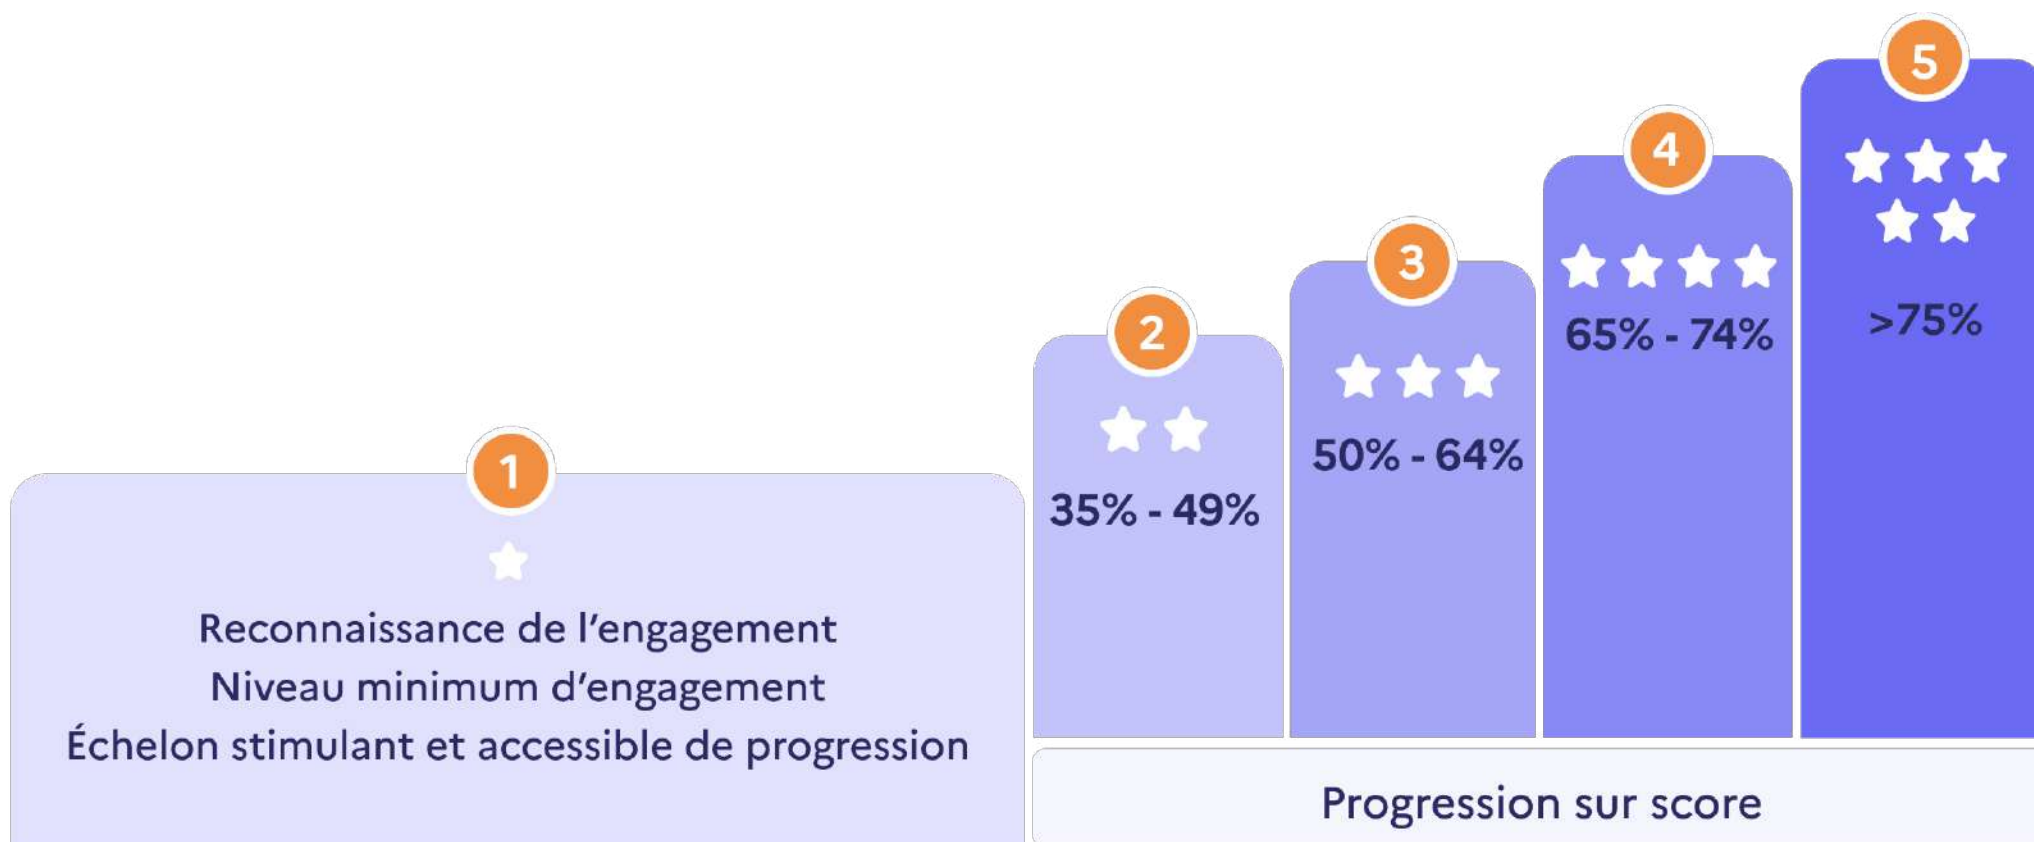 1
Reconnaissance de l’engagement
Niveau minimum d’engagement
Échelon stimulant et accessible de progression
2
35% - 49%
3
50% - 64%
4
65% - 74%
5
>75%
Progression sur score